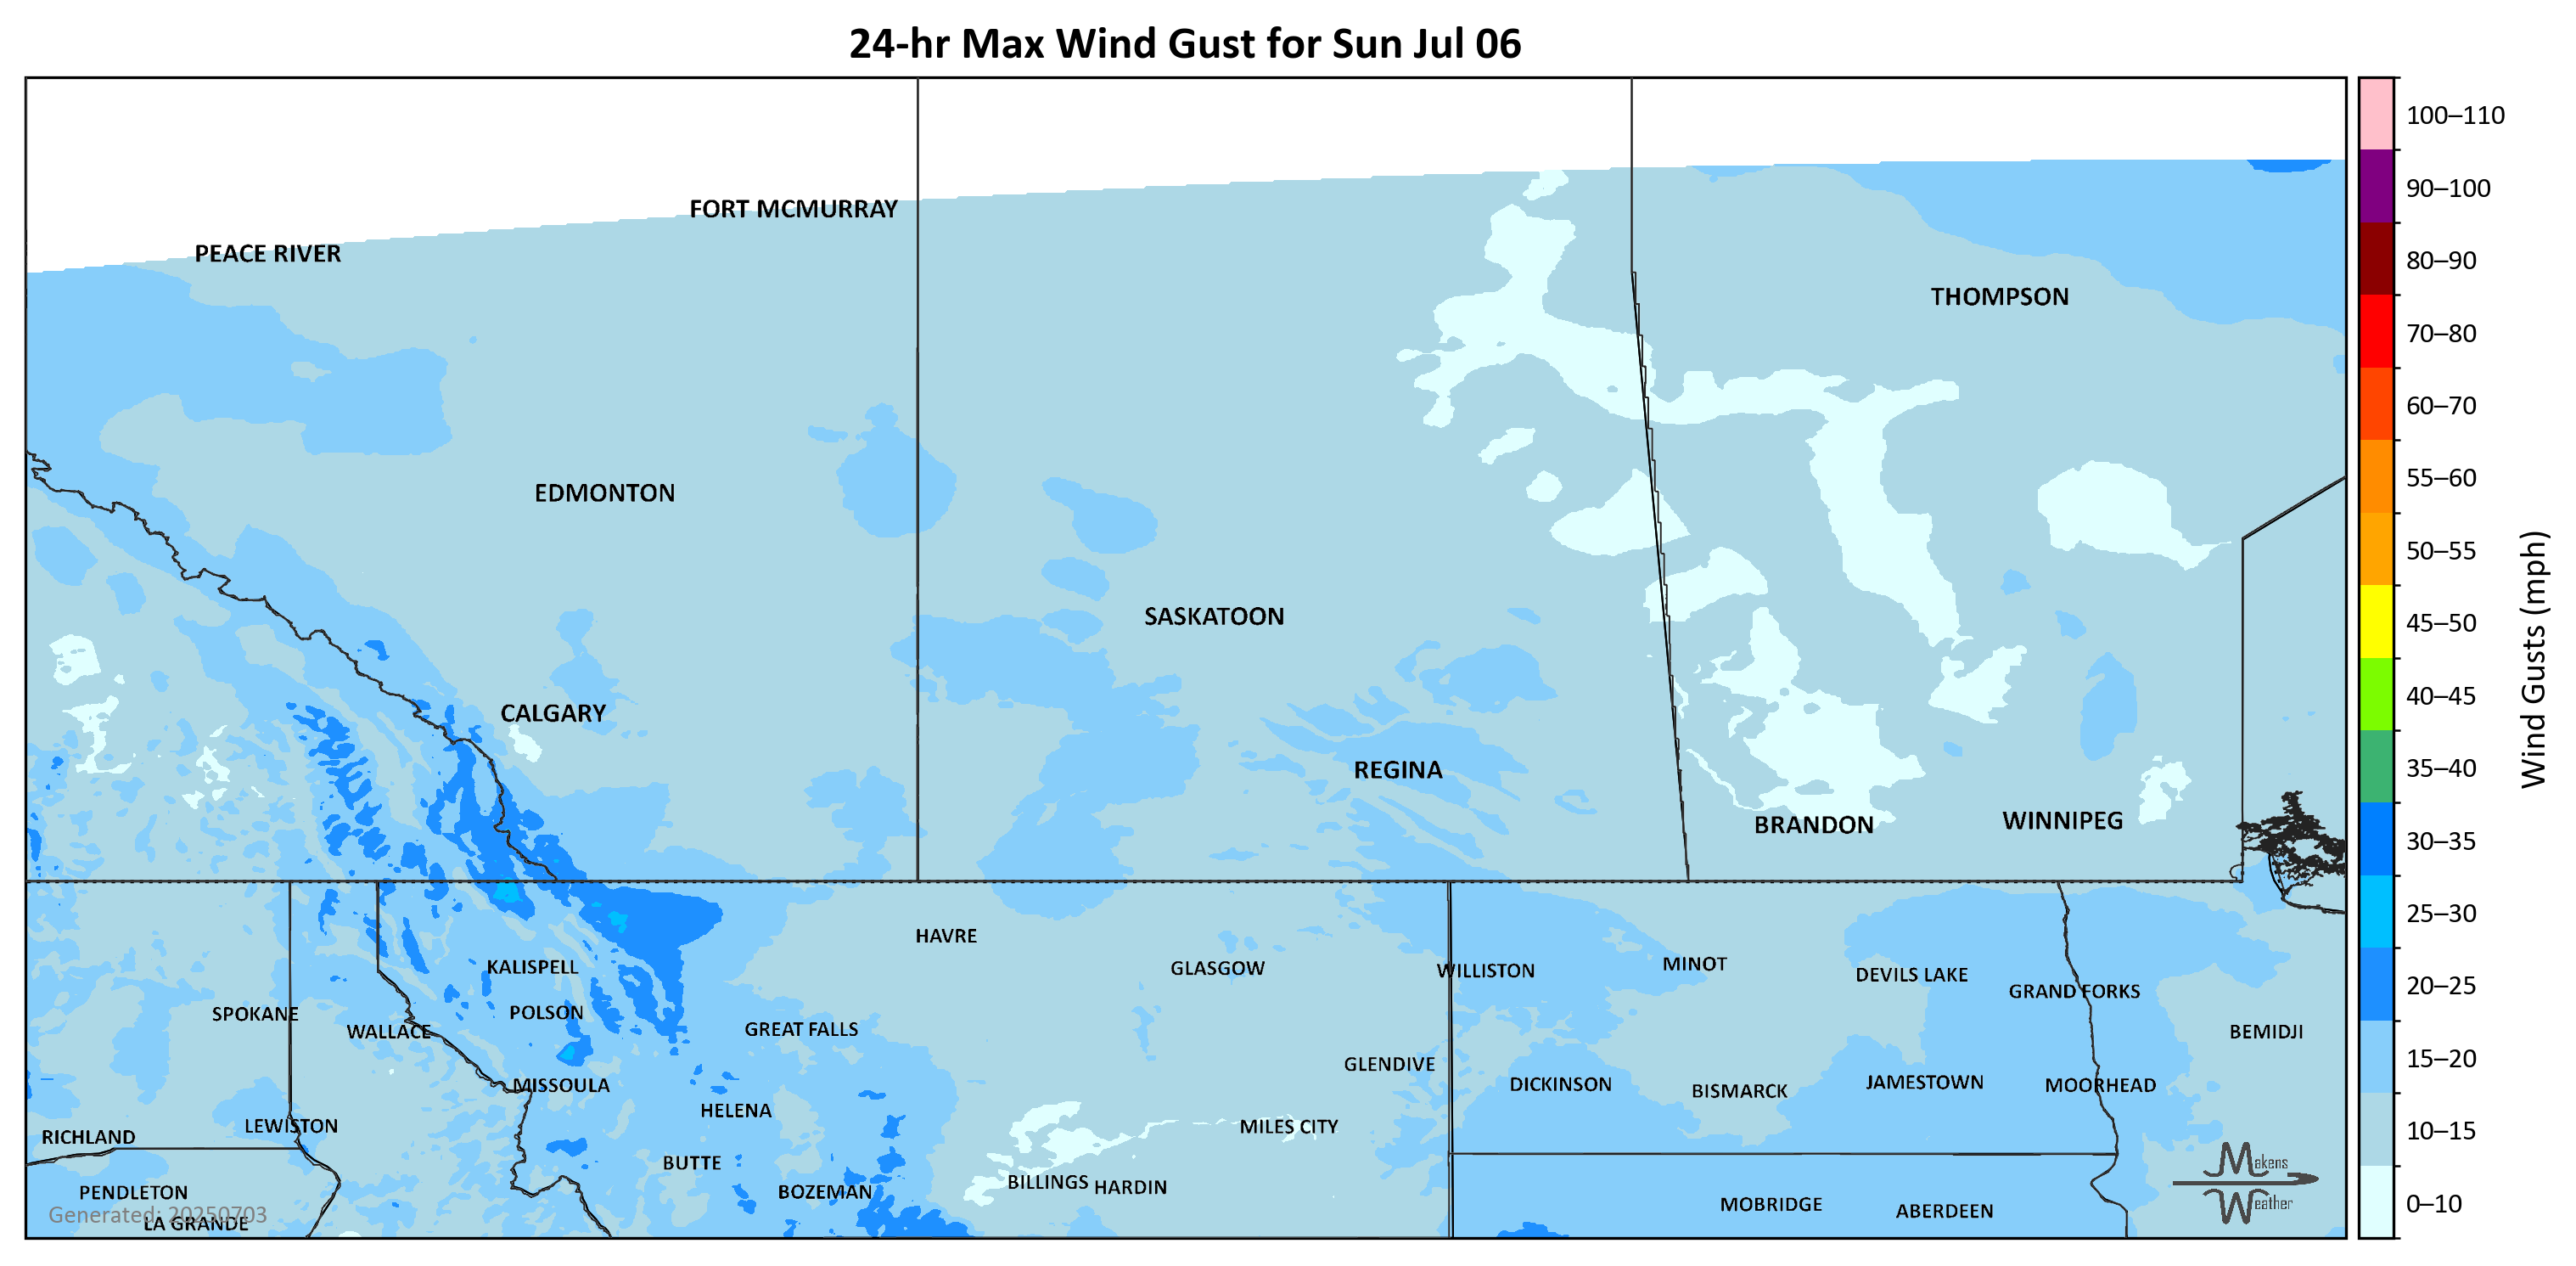 24-hr Max Wind Gust for Sun Jul 06
100–110
90–100
80–90
70–80
60–70
55–60
50–55
45–50
40–45
35–40
30–35
25–30
20–25
15–20
10–15
0–10
Wind Gusts (mph)
FORT MCMURRAY
PEACE RIVER
THOMPSON
EDMONTON
SASKATOON
CALGARY
REGINA
BRANDON
WINNIPEG
HAVRE
KALISPELL
GLASGOW
WILLISTON
MINOT
DEVILS LAKE
GRAND FORKS
SPOKANE
POLSON
WALLACE
GREAT FALLS
BEMIDJI
GLENDIVE
MISSOULA
DICKINSON
BISMARCK
JAMESTOWN
MOORHEAD
HELENA
LEWISTON
MILES CITY
RICHLAND
BUTTE
BILLINGS
HARDIN
PENDLETON
BOZEMAN
MOBRIDGE
ABERDEEN
Generated: 20250703
LA GRANDE
Makens
Weather